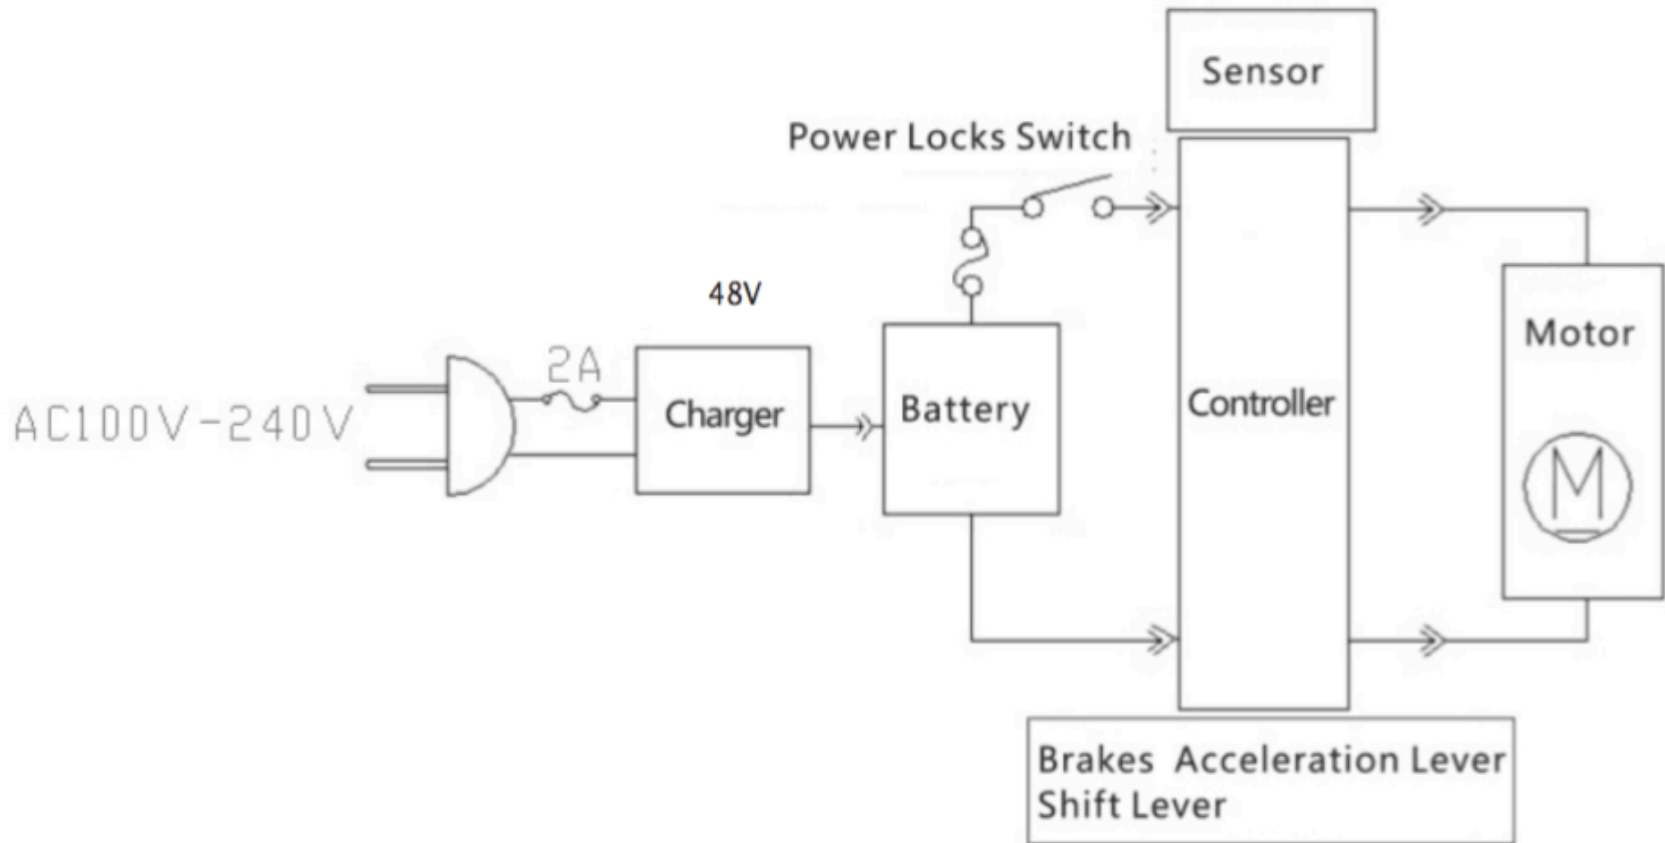 Sensor
Power Locks Switch
48V
2A
AC100V-240V
Charger
Battery
Controller
Motor
M
Brakes Acceleration Lever
Shift Lever